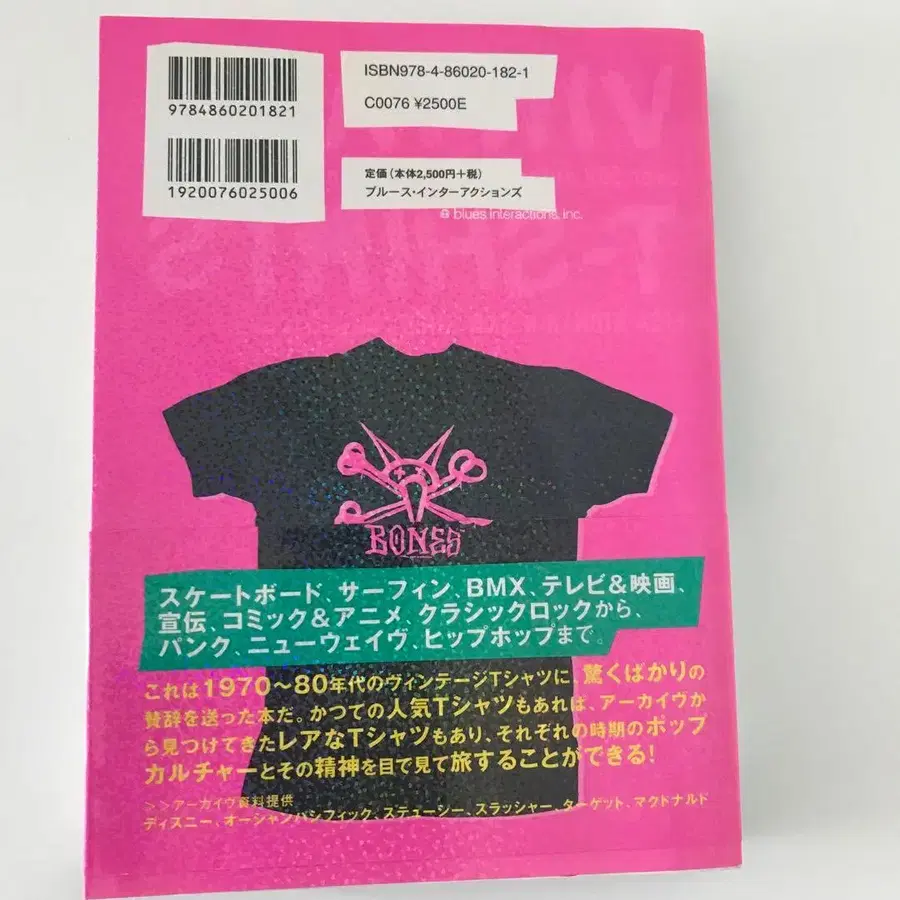 ISBN978-4-86020-182-1
9784860201821
C0076 ¥2500E
1920076025006
定価(本体2,500円+税)
ブルース・インターアクションズ
blues interactions, inc.
T-SHIRTS
BONES
スケートボード、サーフィン、BMX、テレビ&映画、
宣伝、コミック&アニメ、クラシックロックから、
パンク、ニューウェイヴ、ヒップホップまで。
これは1970〜80年代のヴィンテージTシャツに、驚くばかりの
賛辞を送った本だ。かつての人気Tシャツもあれば、アーカイヴか
ら見つけてきたレアなTシャツもあり、それぞれの時期のポップ
カルチャーとその精神を目で見て旅することができる!
>>アーカイヴ資料提供
ディズニー、オーシャンパシフィック、ステューシー、スラッシャー、ターゲット、マクドナルド